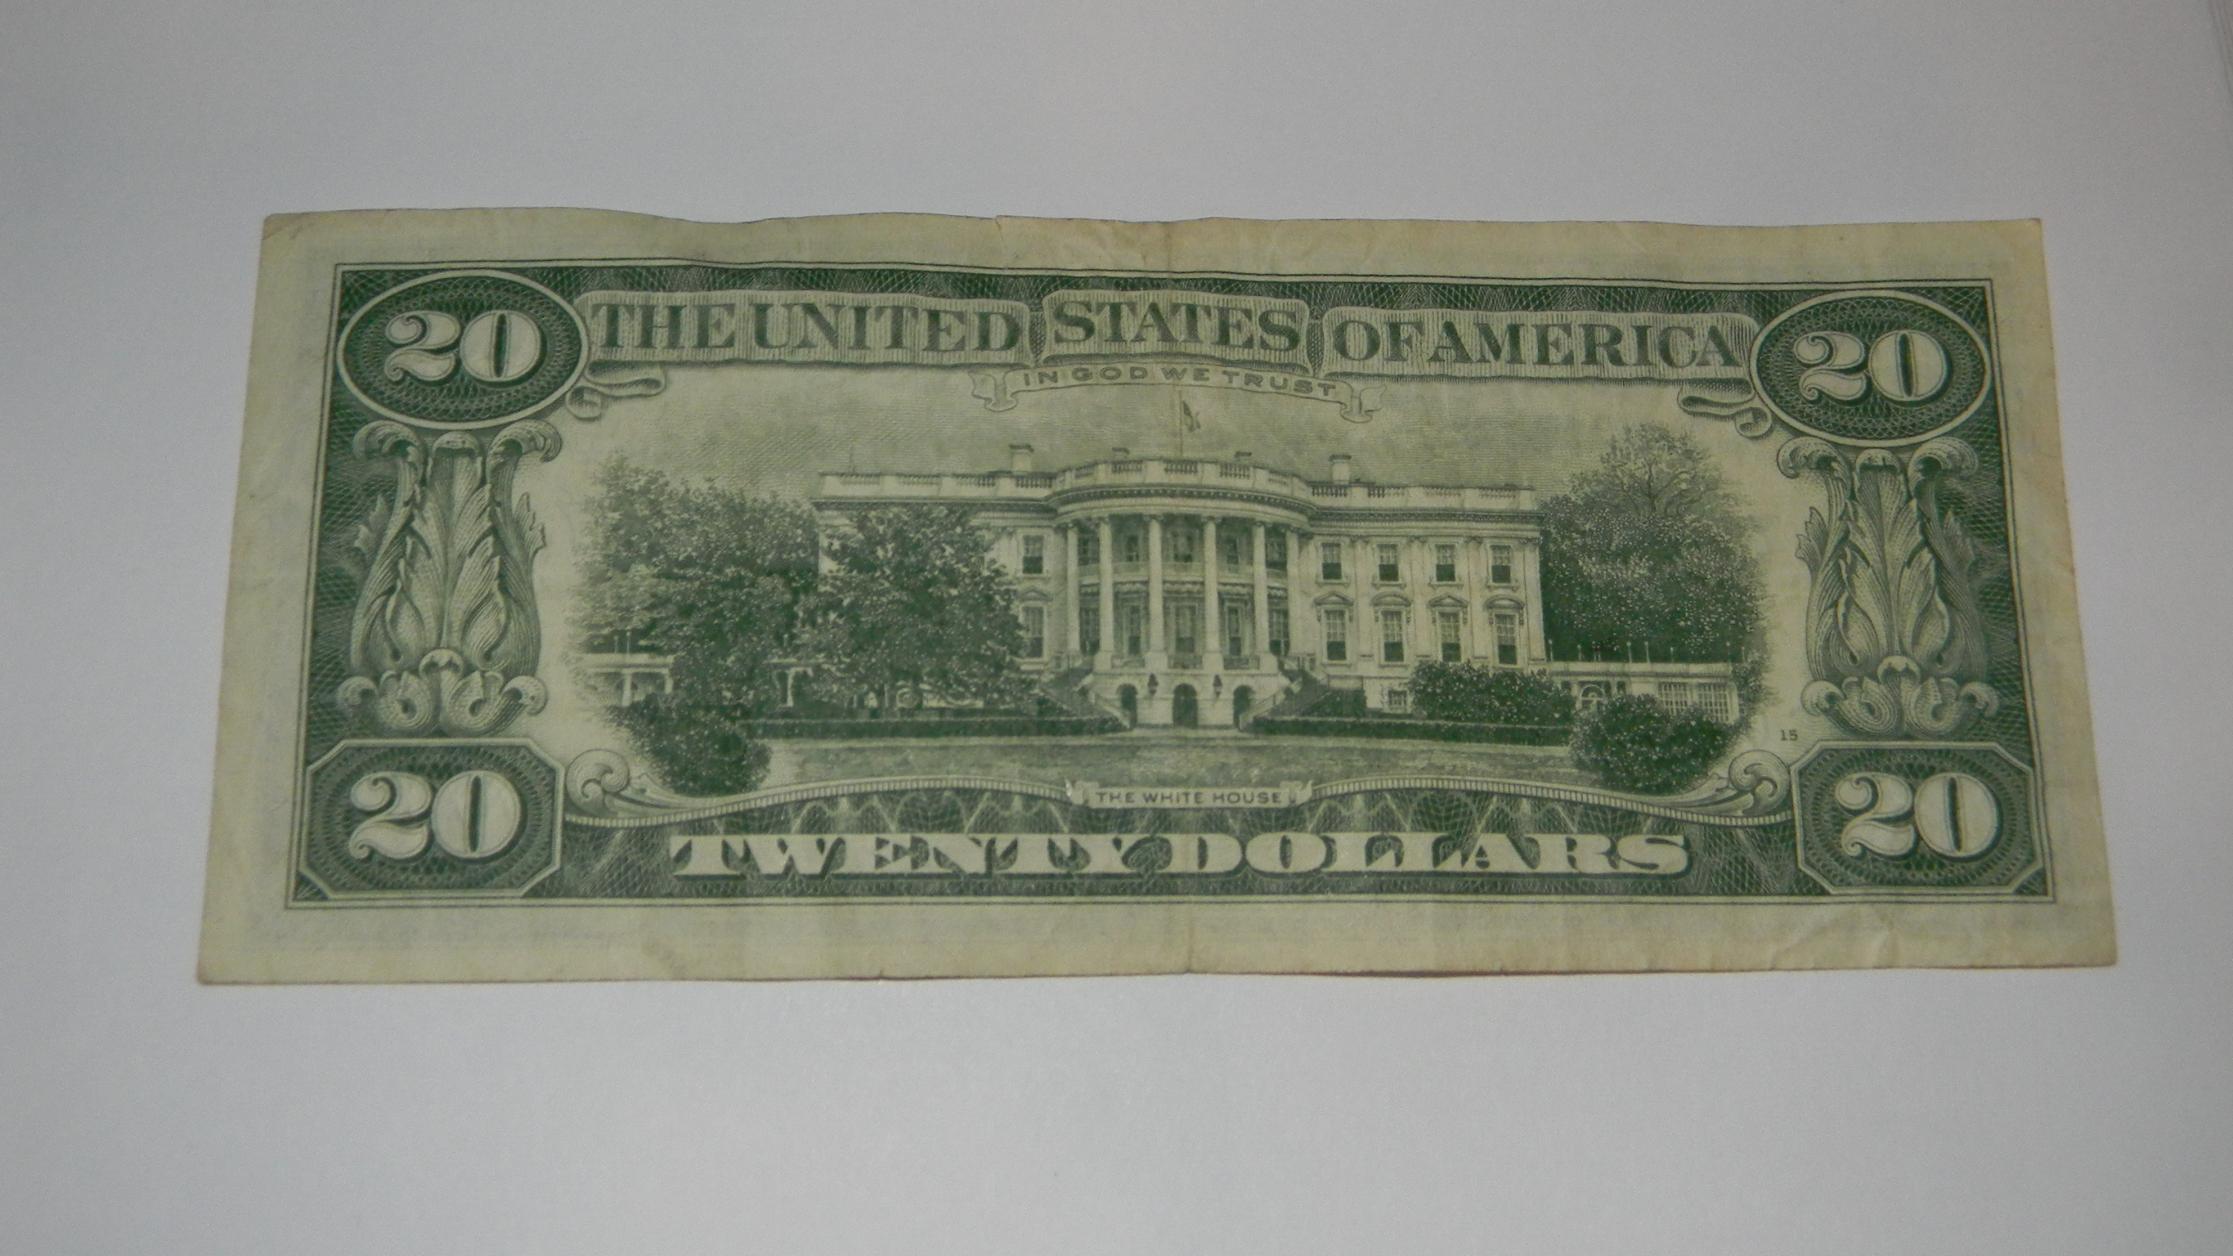 20 THE UNITED STATES OF AMERICA 20
IN GOD WE TRUST
15
THE WHITE HOUSE
20 TWENTY DOLLARS 20